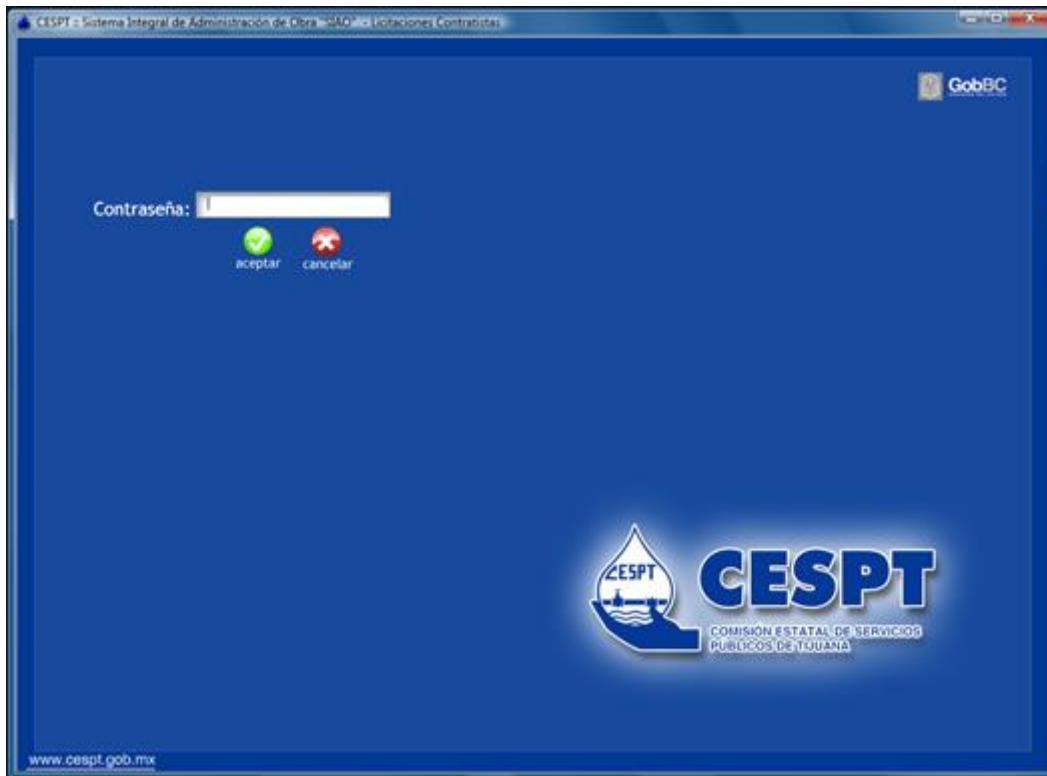 CESPT :: Sistema Integral de Administración de Obra "SIAO" - Licitaciones Contratistas
GobBC
Contraseña:
aceptar cancelar
CESPT
CESPT
COMISIÓN ESTATAL DE SERVICIOS
PÚBLICOS DE TIJUANA
www.cespt.gob.mx